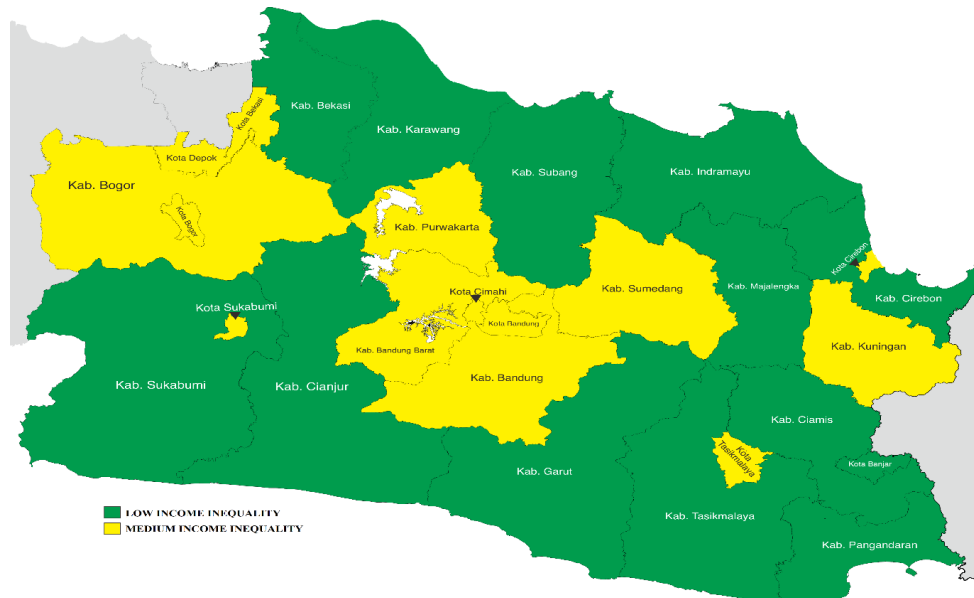 Kab. Bekasi
Kota Bekasi
Kab. Karawang
Kota Depok
Kab. Bogor
Kab. Subang
Kab. Indramayu
Kota Bogor
Kab. Purwakarta
Kota Cirebon
Kota Cimahi
Kab. Sumedang
Kab. Majalengka
Kab. Cirebon
Kota Sukabumi
Kota Bandung
Kab. Bandung Barat
Kab. Kuningan
Kab. Sukabumi
Kab. Cianjur
Kab. Bandung
Kab. Ciamis
Kota
Tasikmalaya
Kota Banjar
Kab. Garut
Kab. Tasikmalaya
Kab. Pangandaran
LOW INCOME INEQUALITY
MEDIUM INCOME INEQUALITY